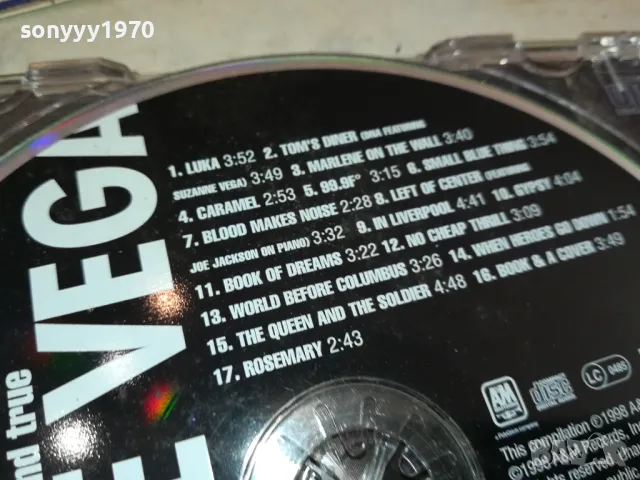 sonyyy1970
VEGA
nd true
1. LUKA 3:52 2. TOM'S DINER (DNA FEATURING
SUZANNE VEGA) 3:49 3. MARLENE ON THE WALL 3:40
4. CARAMEL 2:53 5. 99.9F° 3:15 6. SMALL BLUE THING 3:54
7. BLOOD MAKES NOISE 2:28 8. LEFT OF CENTER (FEATURING
JOE JACKSON ON PIANO) 3:32 9. IN LIVERPOOL 4:41 10. GYPSY 4:04
11. BOOK OF DREAMS 3:22 12. NO CHEAP THRILL 3:09
13. WORLD BEFORE COLUMBUS 3:26 14. WHEN HEROES GO DOWN 1:54
15. THE QUEEN AND THE SOLDIER 4:48 16. BOOK & A COVER 3:49
17. ROSEMARY 2:43
A&M
disc
LC 0485
This compilation ℗1998 A&
©1998 A&M Records, Inc